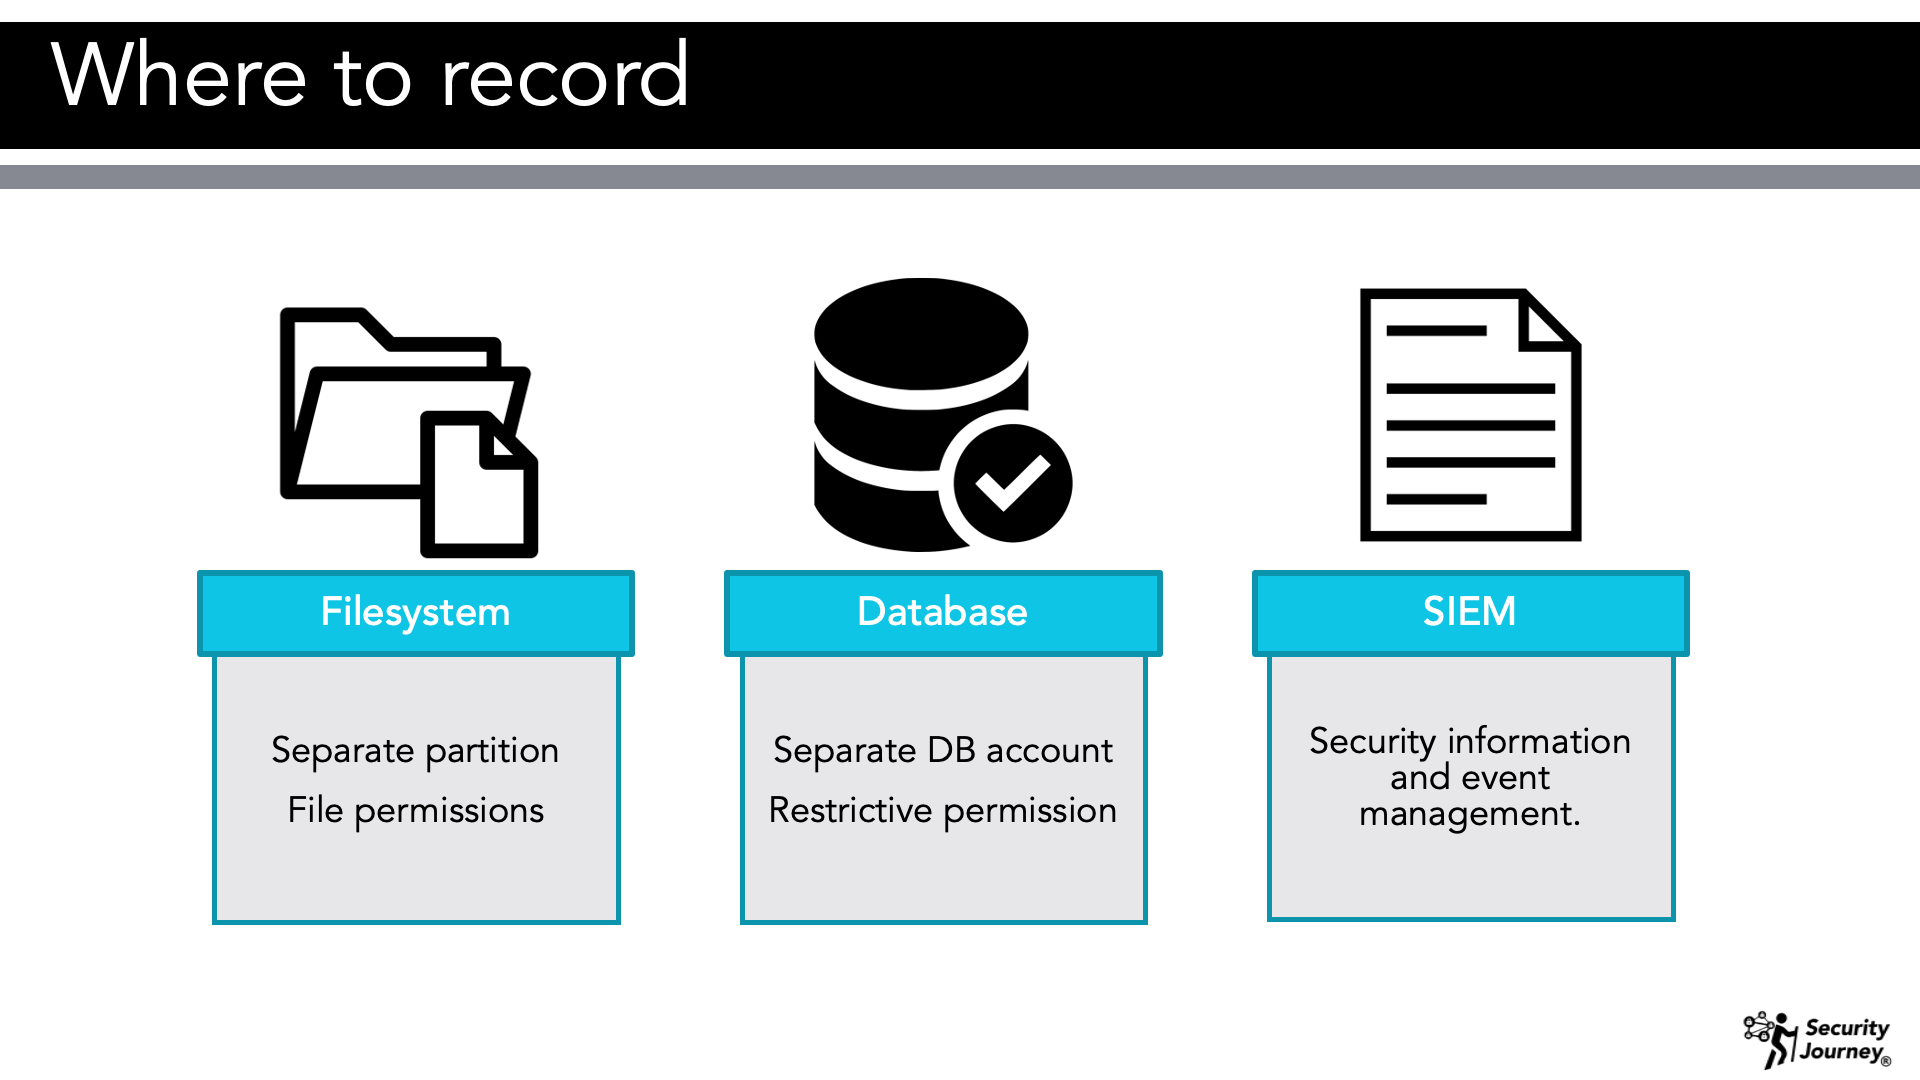 Where to record
Filesystem
Separate partition
File permissions
Database
Separate DB account
Restrictive permission
SIEM
Security information
and event
management.
Security
Journey®